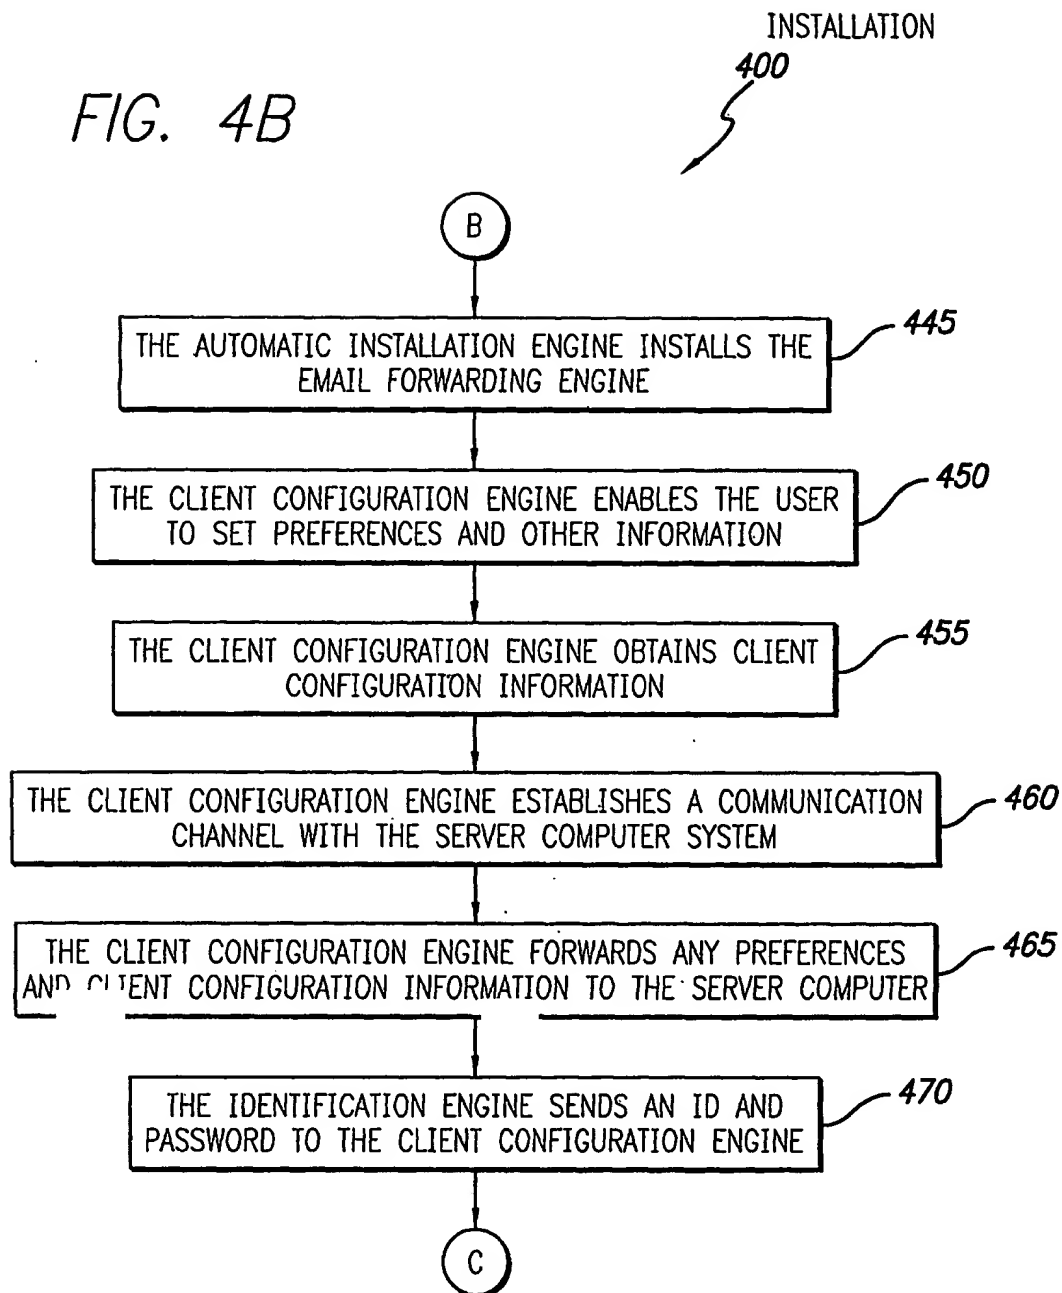 INSTALLATION
400
FIG. 4B
B
THE AUTOMATIC INSTALLATION ENGINE INSTALLS THE
EMAIL FORWARDING ENGINE
445
THE CLIENT CONFIGURATION ENGINE ENABLES THE USER
TO SET PREFERENCES AND OTHER INFORMATION
450
THE CLIENT CONFIGURATION ENGINE OBTAINS CLIENT
CONFIGURATION INFORMATION
455
THE CLIENT CONFIGURATION ENGINE ESTABLISHES A COMMUNICATION
CHANNEL WITH THE SERVER COMPUTER SYSTEM
460
THE CLIENT CONFIGURATION ENGINE FORWARDS ANY PREFERENCES
AND CLIENT CONFIGURATION INFORMATION TO THE SERVER COMPUTER
465
THE IDENTIFICATION ENGINE SENDS AN ID AND
PASSWORD TO THE CLIENT CONFIGURATION ENGINE
470
C